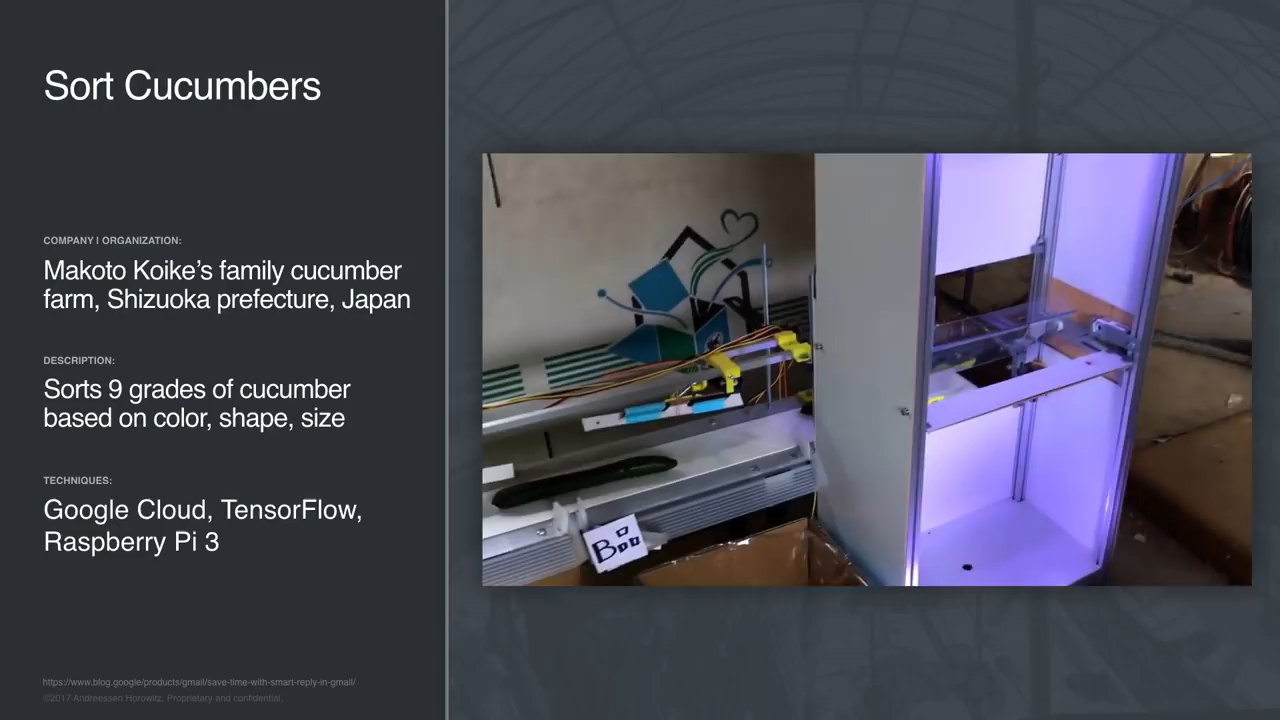 Sort Cucumbers
COMPANY | ORGANIZATION:
Makoto Koike’s family cucumber
farm, Shizuoka prefecture, Japan
DESCRIPTION:
Sorts 9 grades of cucumber
based on color, shape, size
TECHNIQUES:
Google Cloud, TensorFlow,
Raspberry Pi 3
https://www.blog.google/products/gmail/save-time-with-smart-reply-in-gmail/
©2017 Andreessen Horowitz. Proprietary and confidential.